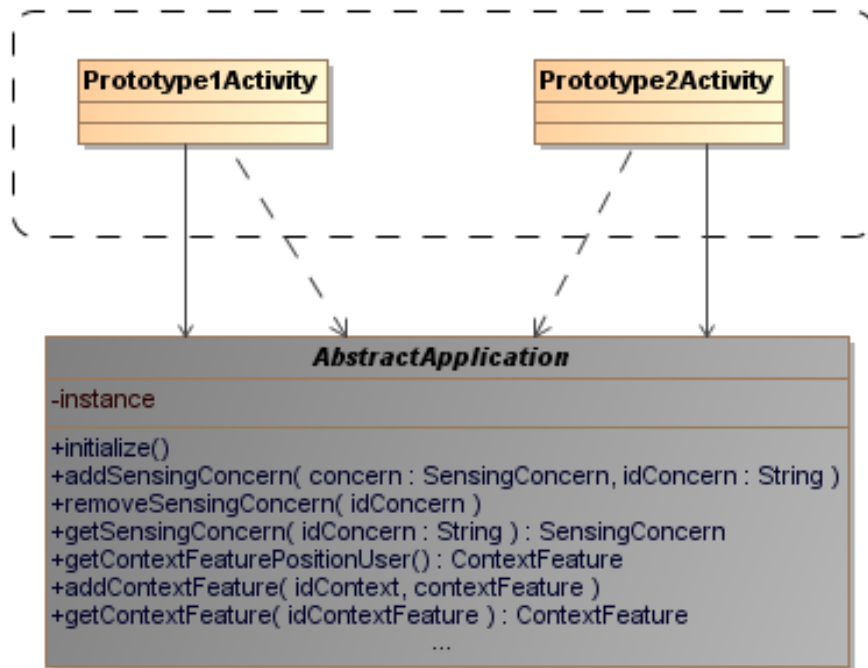 Prototype1Activity
Prototype2Activity
AbstractApplication
-instance
+initialize()
+addSensingConcern( concern : SensingConcern, idConcern : String )
+removeSensingConcern( idConcern )
+getSensingConcern( idConcern : String ) : SensingConcern
+getContextFeaturePositionUser() : ContextFeature
+addContextFeature( idContext, contextFeature )
+getContextFeature( idContextFeature ) : ContextFeature
...